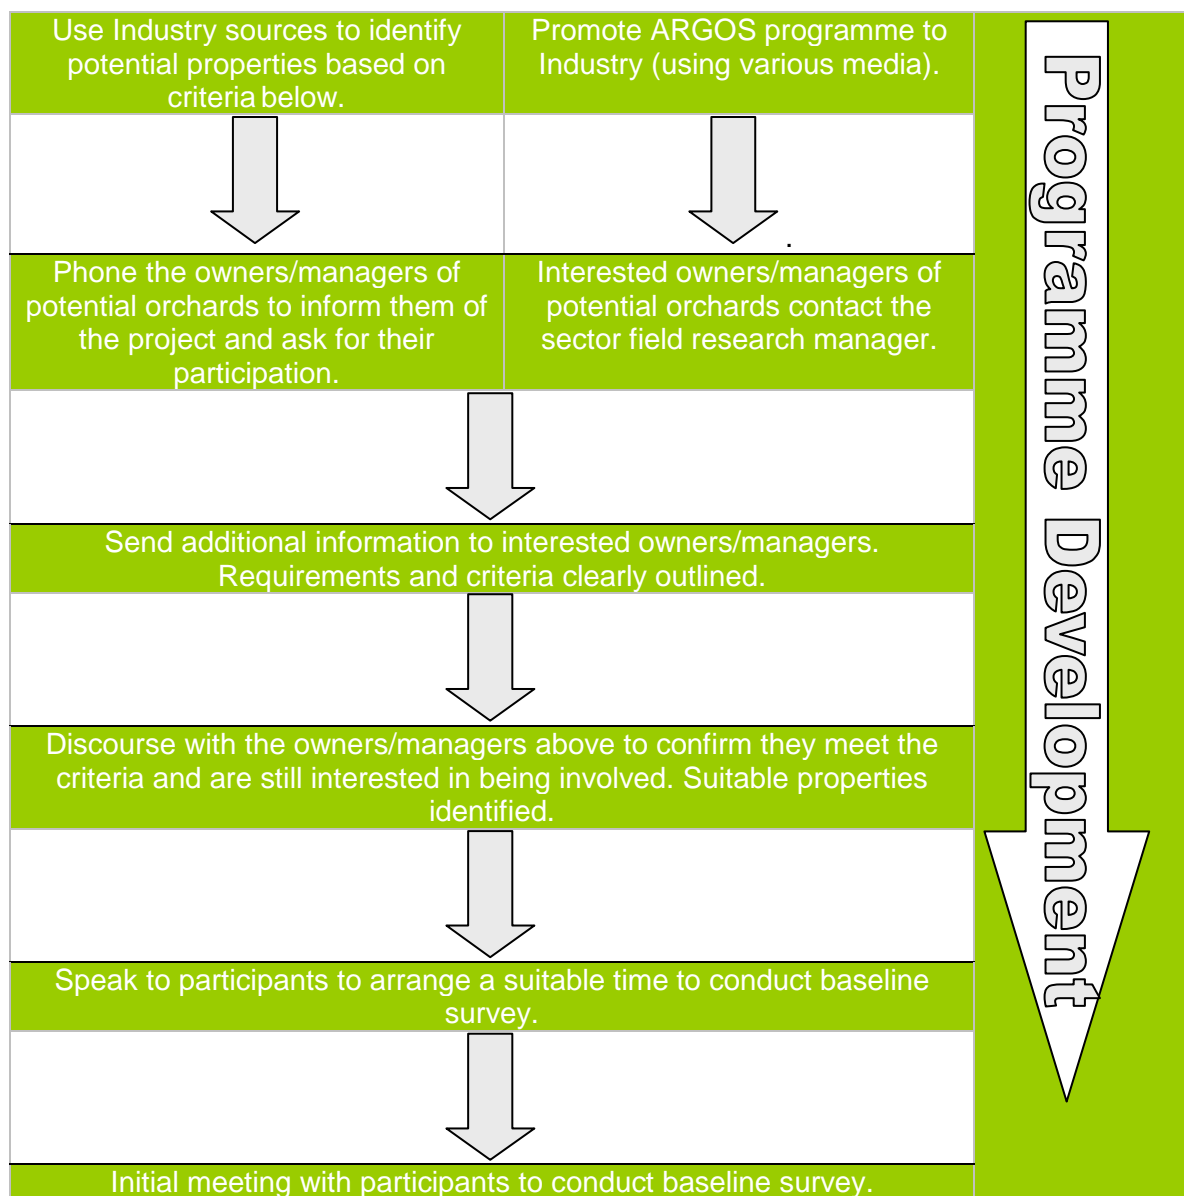 Use Industry sources to identify
potential properties based on
criteria below.
Promote ARGOS programme to
Industry (using various media).
.
Phone the owners/managers of
potential orchards to inform them of
the project and ask for their
participation.
Interested owners/managers of
potential orchards contact the
sector field research manager.
Send additional information to interested owners/managers.
Requirements and criteria clearly outlined.
Discourse with the owners/managers above to confirm they meet the
criteria and are still interested in being involved. Suitable properties
identified.
Speak to participants to arrange a suitable time to conduct baseline
survey.
Initial meeting with participants to conduct baseline survey.
Programme Development